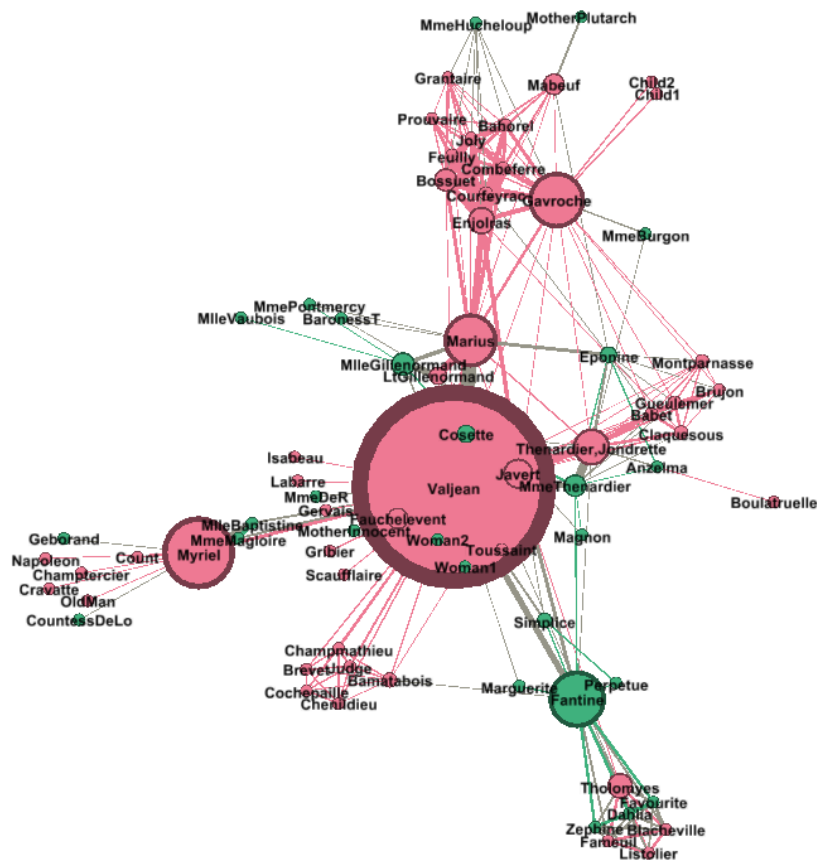 MotherPlutarch
MmeHucheloup
Grantaire
Mabeuf
Child2
Child1
Prouvaire
Bahorel
Joly
Feuilly
Combeferre
Bossuet
Courfeyrac
Gavroche
Enjolras
MmeBurgon
MmePontmercy
MlleVaubois
BaronessT
Marius
MlleGillenormand
Eponine
Montparnasse
LtGillenormand
Brujon
Gueulemer
Babet
Cosette
Claquesous
Thenardier,Jondrette
Isabeau
Anzelma
Javert
Labarre
MmeThenardier
Valjean
MmeDeR
Boulatruelle
Gervais
Fauchelevent
MlleBaptistine
MotherInnocent
Magnon
Geborand
MmeMagloire
Woman2
Gribier
Toussaint
Myriel
Count
Napoleon
Woman1
Scaufflaire
Champtercier
Cravatte
OldMan
CountessDeLo
Simplice
Champmathieu
Brevet
Judge
Bamatabois
Perpetue
Cochepaille
Marguerite
Chenildieu
Fantine
Tholomyes
Favourite
Dahlia
Zephine
Blacheville
Fameuil
Listolier